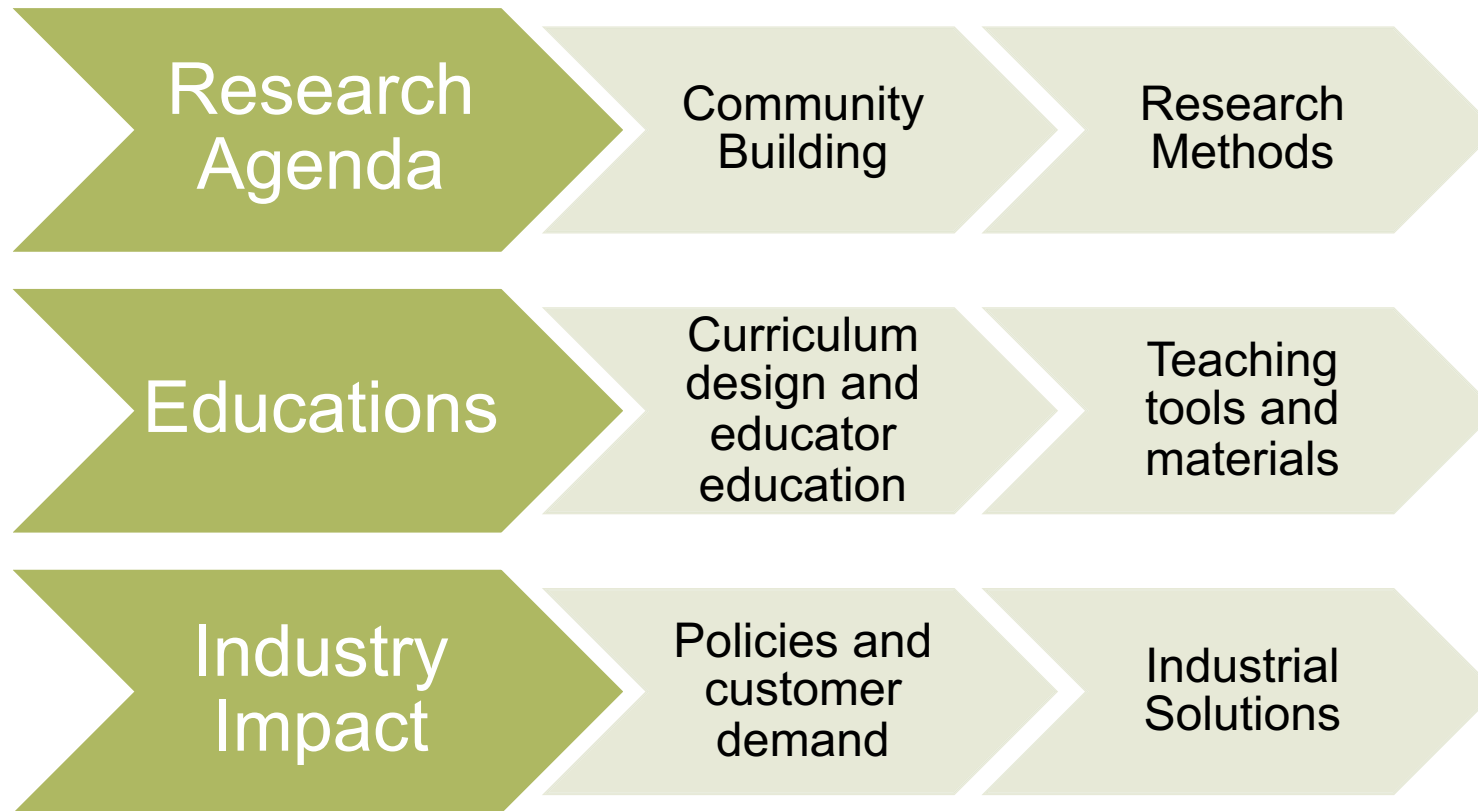 Research
Agenda
Community
Building
Research
Methods
Educations
Curriculum
design and
educator
education
Teaching
tools and
materials
Industry
Impact
Policies and
customer
demand
Industrial
Solutions